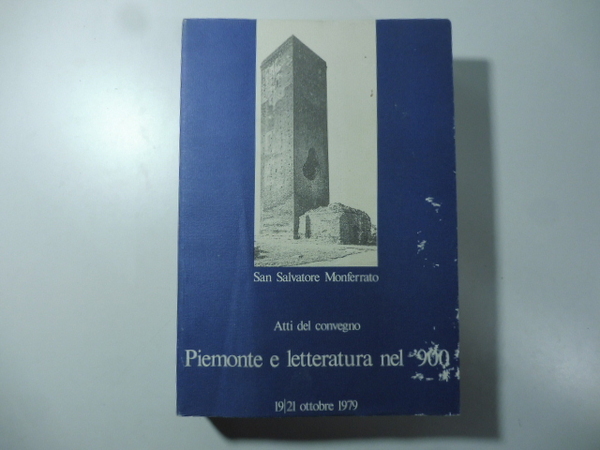 San Salvatore Monferrato
Atti del convegno
Piemonte e letteratura nel '900
19|21 ottobre 1979